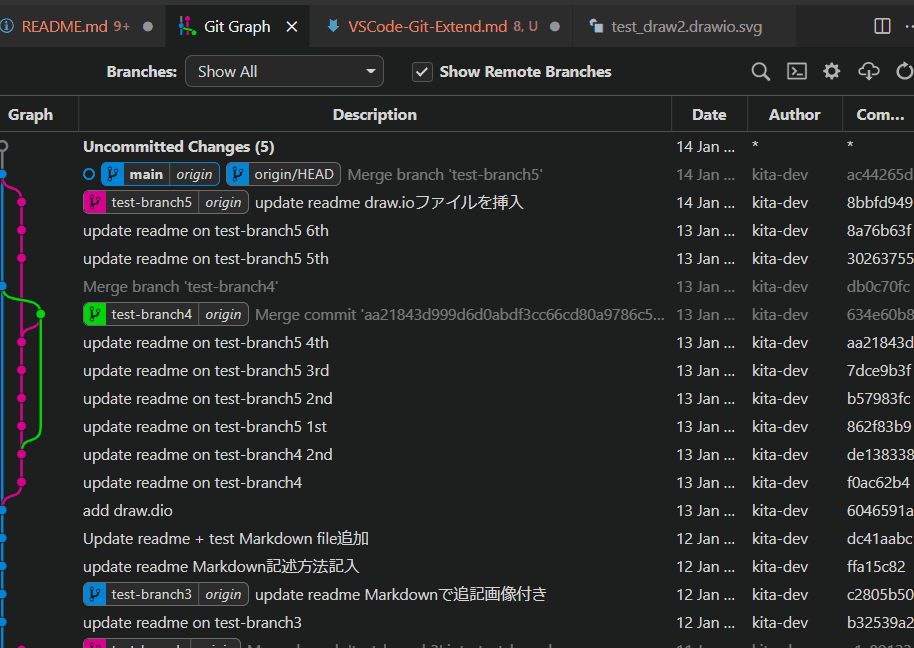 README.md 9+ Git Graph VSCode-Git-Extend.md 8, U test_draw2.drawio.svg
Branches: Show All Show Remote Branches
Graph Description Date Author Com...
Uncommitted Changes (5) 14 Jan ... * *
main origin origin/HEAD Merge branch 'test-branch5' 14 Jan ... kita-dev ac44265d
test-branch5 origin update readme draw.ioファイルを挿入 14 Jan ... kita-dev 8bbfd949
update readme on test-branch5 6th 13 Jan ... kita-dev 8a76b63f
update readme on test-branch5 5th 13 Jan ... kita-dev 30263755
Merge branch 'test-branch4' 13 Jan ... kita-dev db0c70fc
test-branch4 origin Merge commit 'aa21843d999d6d0abdf3cc66cd80a9786c5... 13 Jan ... kita-dev 634e60b8
update readme on test-branch5 4th 13 Jan ... kita-dev aa21843d
update readme on test-branch5 3rd 13 Jan ... kita-dev 7dce9b3f
update readme on test-branch5 2nd 13 Jan ... kita-dev b57983fc
update readme on test-branch5 1st 13 Jan ... kita-dev 862f83b9
update readme on test-branch4 2nd 13 Jan ... kita-dev de138338
update readme on test-branch4 13 Jan ... kita-dev f0ac62b4
add draw.dio 13 Jan ... kita-dev 6046591a
Update readme + test Markdown file追加 12 Jan ... kita-dev dc41aabc
update readme Markdown記述方法記入 12 Jan ... kita-dev ffa15c82
test-branch3 origin update readme Markdownで追記画像付き 12 Jan ... kita-dev c2805b50
update readme on test-branch3 12 Jan ... kita-dev b32539a2